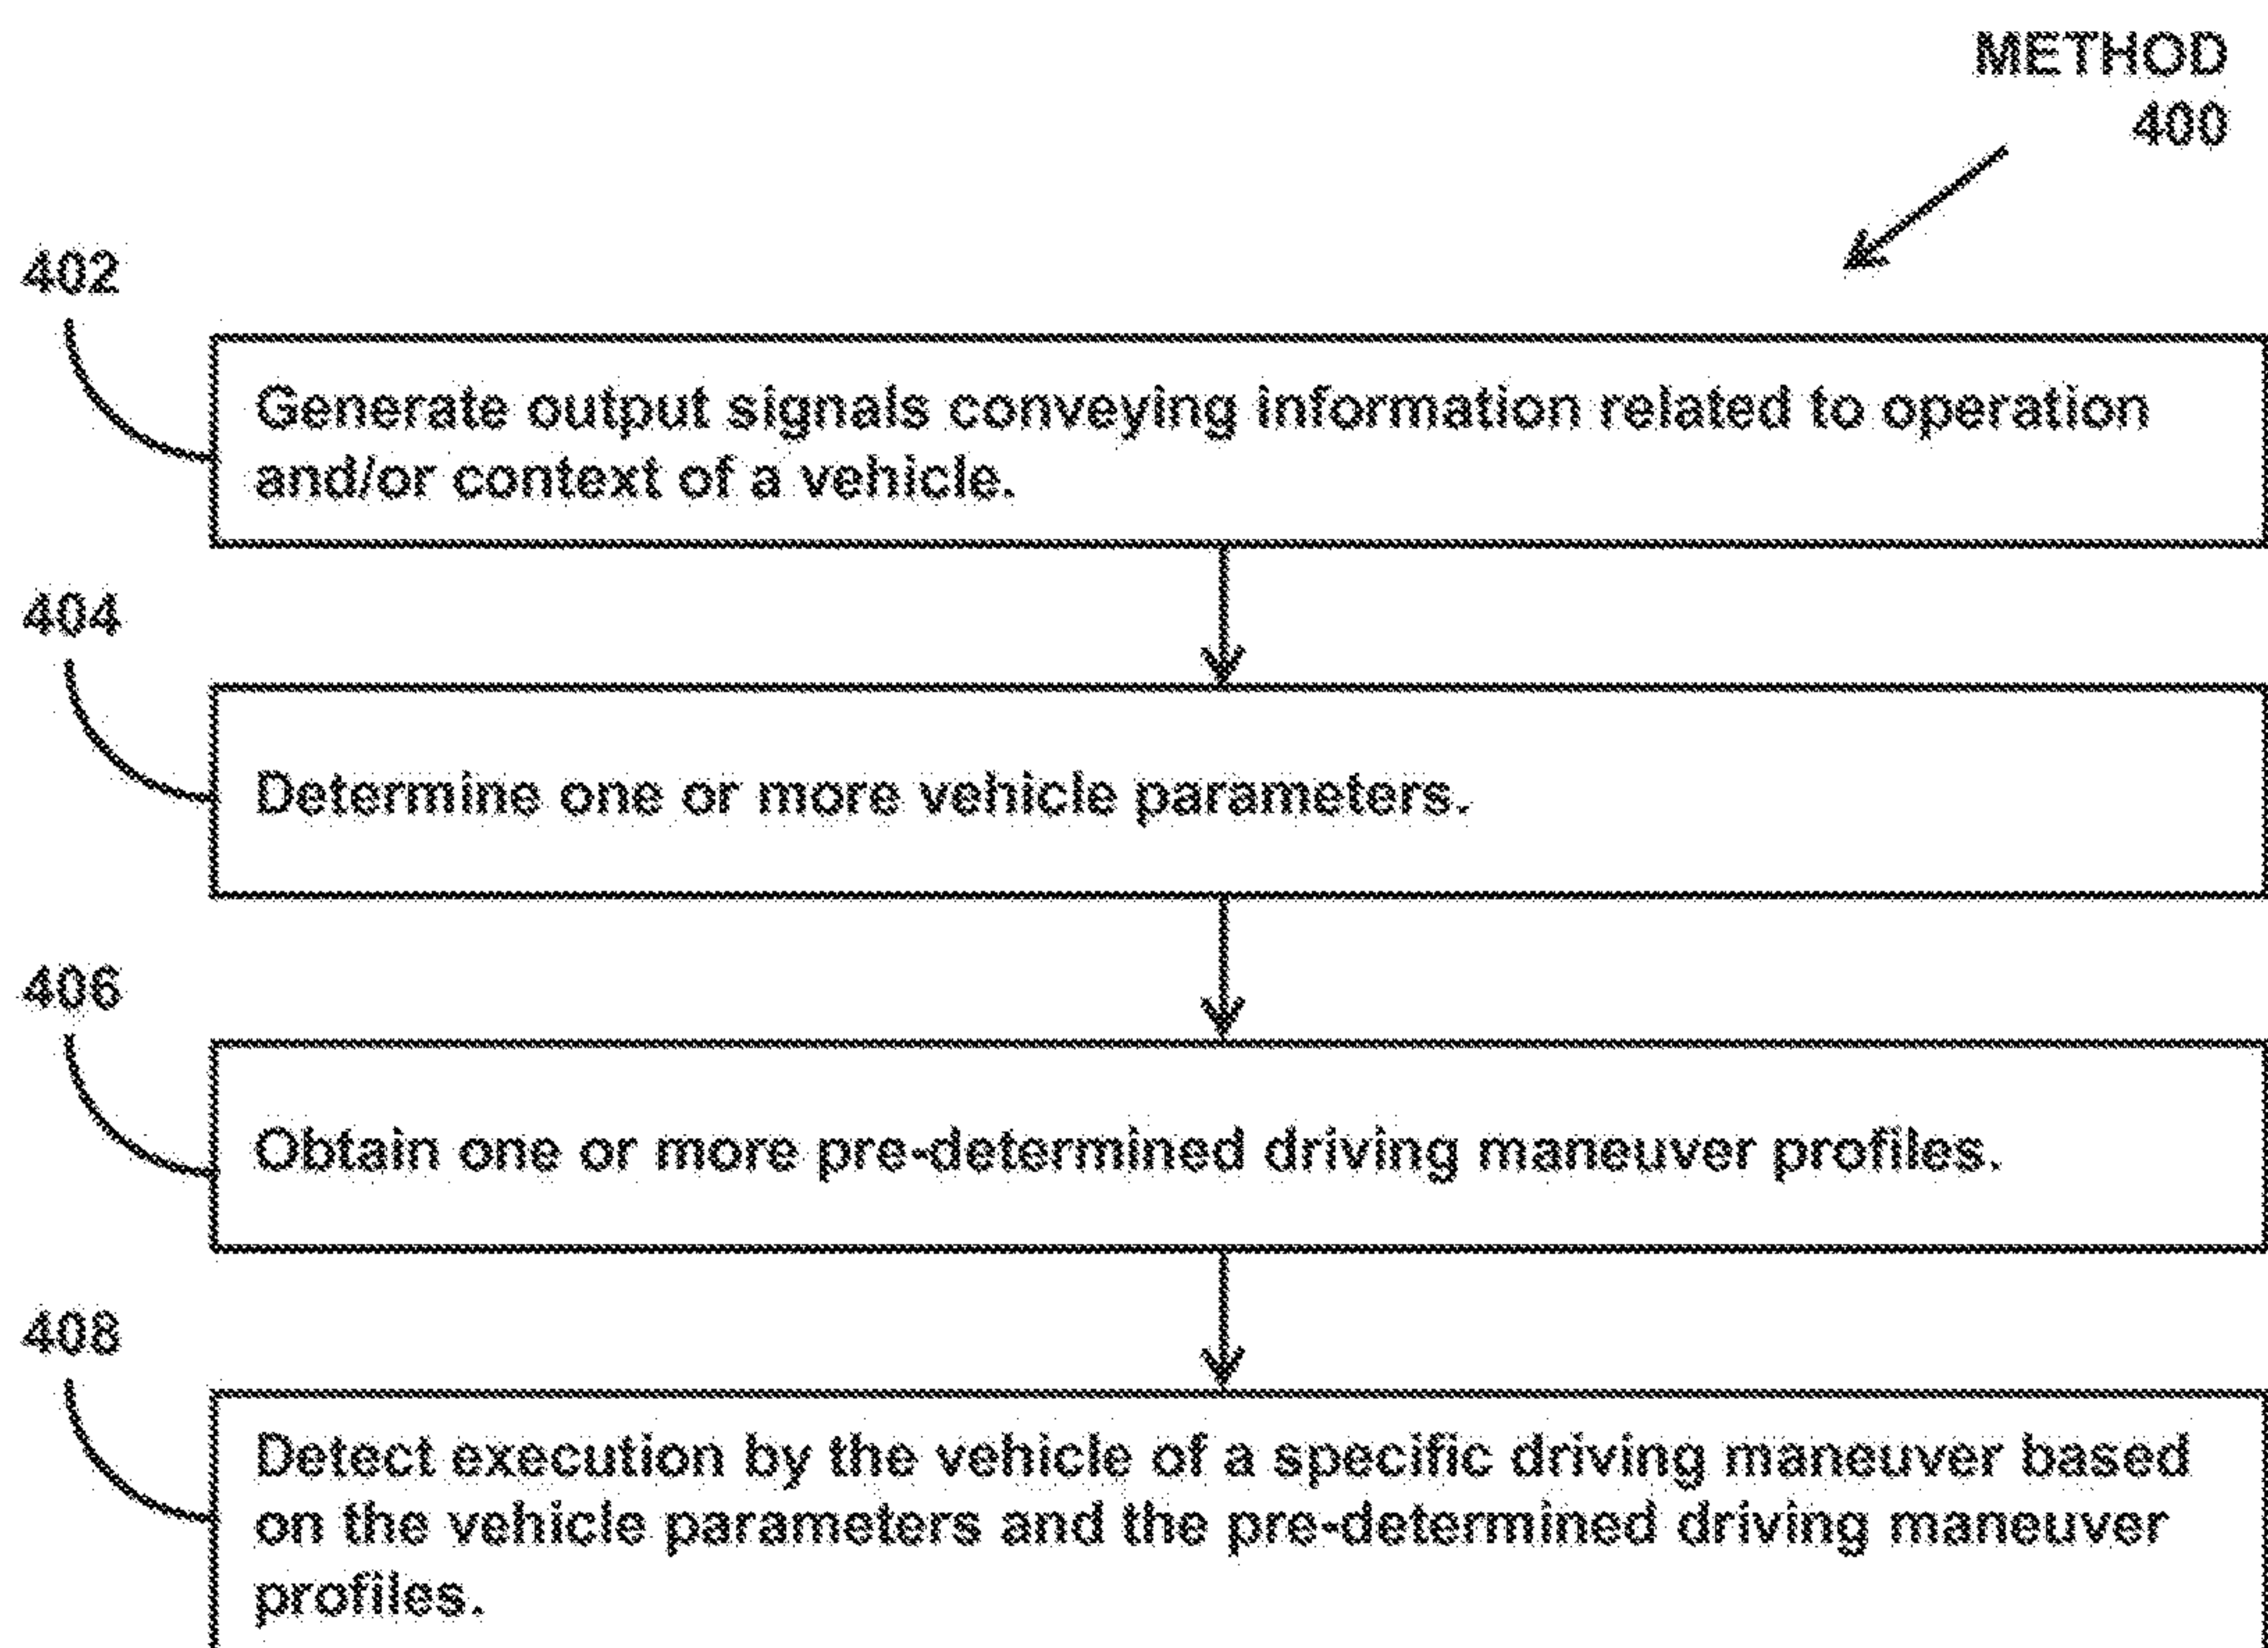 METHOD
400
402
Generate output signals conveying information related to operation
and/or context of a vehicle.
404
Determine one or more vehicle parameters.
406
Obtain one or more pre-determined driving maneuver profiles.
408
Detect execution by the vehicle of a specific driving maneuver based
on the vehicle parameters and the pre-determined driving maneuver
profiles.